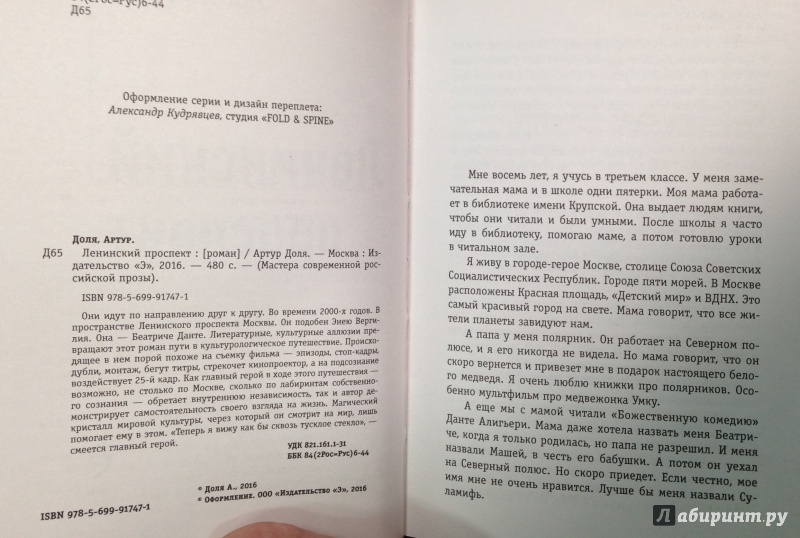 (2Рос=Рус)6-44
Д65
Оформление серии и дизайн переплета:
Александр Кудрявцев, студия «FOLD & SPINE»
Доля, Артур.
Д65 Ленинский проспект : [роман] / Артур Доля. — Москва : Из-
дательство «Э», 2016. — 480 с. — (Мастера современной рос-
сийской прозы).
ISBN 978-5-699-91747-1
Они идут по направлению друг к другу. Во времени 2000-х годов. В
пространстве Ленинского проспекта Москвы. Он подобен Энею Верги-
лия. Она — Беатриче Данте. Литературные, культурные аллюзии пре-
вращают этот роман пути в культурологическое путешествие. Происхо-
дящее в нем порой похоже на съемку фильма — эпизоды, стоп-кадры,
дубли, монтаж, бегут титры, стрекочет кинопроектор, а на подсознание
воздействует 25-й кадр. Как главный герой в ходе этого путешествия —
возможно, не столько по Москве, сколько по лабиринтам собственно-
го сознания — обретает внутреннюю независимость, так и автор де-
монстрирует самостоятельность своего взгляда на жизнь. Магический
кристалл мировой культуры, через который он смотрит на мир, лишь
помогает ему в этом. «Теперь я вижу как бы сквозь тусклое стекло», —
смеется главный герой.
УДК 821.161.1-31
ББК 84(2Рос=Рус)6-44
© Доля А., 2016
© Оформление. ООО «Издательство «Э», 2016
ISBN 978-5-699-91747-1
Мне восемь лет, я учусь в третьем классе. У меня заме-
чательная мама и в школе одни пятерки. Моя мама работа-
ет в библиотеке имени Крупской. Она выдает людям книги,
чтобы они читали и были умными. После школы я часто
иду в библиотеку, помогаю маме, а потом готовлю уроки
в читальном зале.
Я живу в городе-герое Москве, столице Союза Советских
Социалистических Республик. Городе пяти морей. В Москве
расположены Красная площадь, «Детский мир» и ВДНХ. Это
самый красивый город на свете. Мама говорит, что все жи-
тели планеты завидуют нам.
А папа у меня полярник. Он работает на Северном по-
люсе, и я его никогда не видела. Но мама говорит, что он
скоро вернется и привезет мне в подарок настоящего бело-
го медведя. Я очень люблю книжки про полярников. Осо-
бенно мультфильм про медвежонка Умку.
А еще мы с мамой читали «Божественную комедию»
Данте Алигьери. Мама даже хотела назвать меня Беатри-
че, когда я только родилась, но папа не разрешил. И меня
назвали Машей, в честь его бабушки. А потом он уехал
на Северный полюс. Но скоро приедет. Если честно, мое
имя мне не очень нравится. Лучше бы меня назвали Су-
ламифь.
Лабиринт.ру